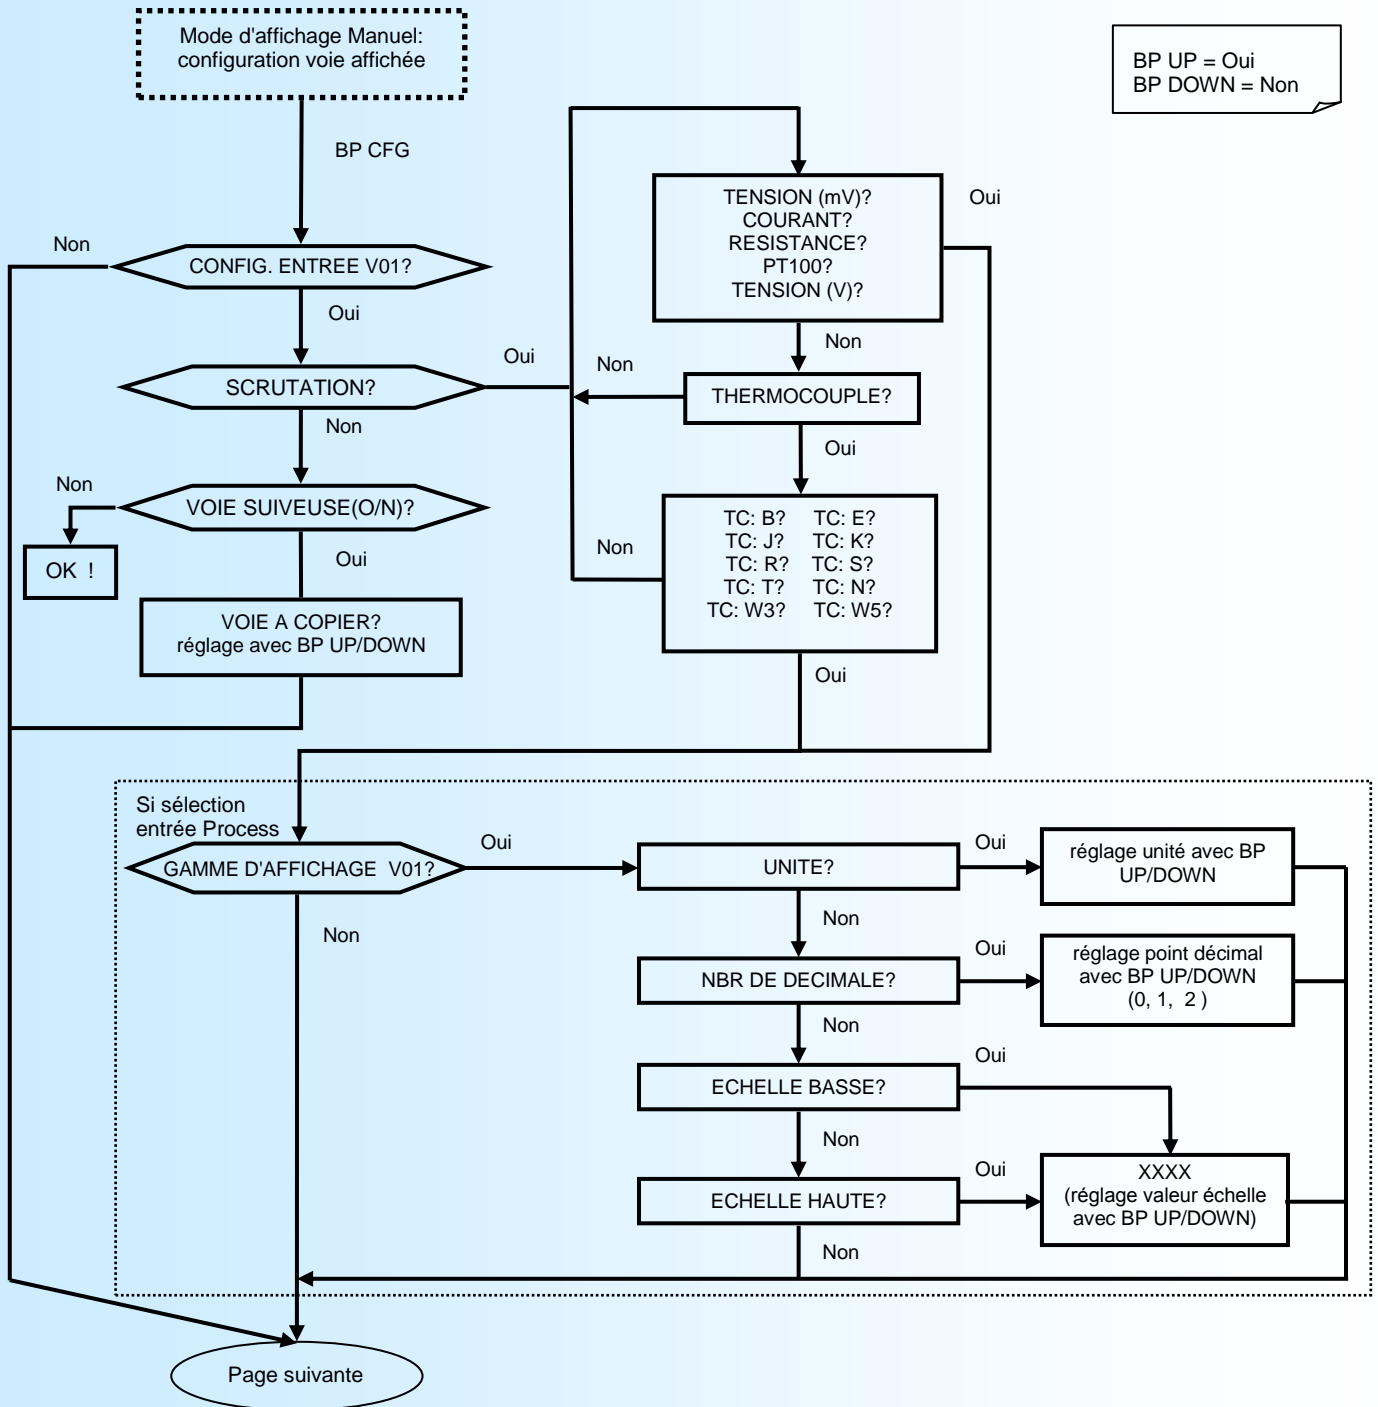 Mode d'affichage Manuel:
configuration voie affichée
BP UP = Oui
BP DOWN = Non
BP CFG
Non
CONFIG. ENTREE V01?
Oui
SCRUTATION?
Oui
Non
Non
VOIE SUIVEUSE(O/N)?
OK !
Oui
VOIE A COPIER?
réglage avec BP UP/DOWN
TENSION (mV)?
COURANT?
RESISTANCE?
PT100?
TENSION (V)?
Oui
Non
Non
THERMOCOUPLE?
Oui
Non
TC: B? TC: E?
TC: J? TC: K?
TC: R? TC: S?
TC: T? TC: N?
TC: W3? TC: W5?
Oui
Si sélection
entrée Process
GAMME D'AFFICHAGE V01?
Oui
Non
UNITE?
Oui
réglage unité avec BP
UP/DOWN
Non
NBR DE DECIMALE?
Oui
réglage point décimal
avec BP UP/DOWN
(0, 1, 2 )
Non
ECHELLE BASSE?
Oui
Non
ECHELLE HAUTE?
Oui
XXXX
(réglage valeur échelle
avec BP UP/DOWN)
Non
Page suivante